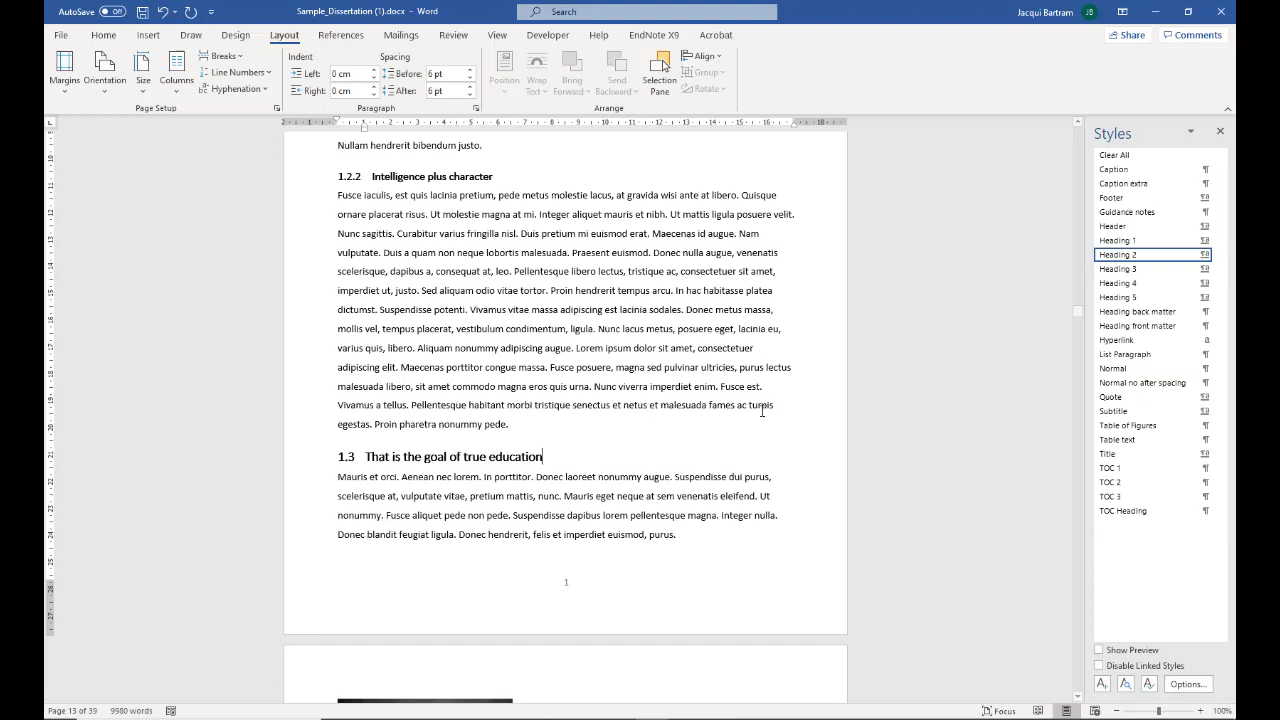 AutoSave Off Sample_Dissertation (1).docx - Word Search Jacqui Bartram JB
File Home Insert Draw Design Layout References Mailings Review View Developer Help EndNote X9 Acrobat Share Comments
Margins Orientation Size Columns Breaks Line Numbers Hyphenation
Page Setup
Indent Spacing
Left: 0 cm Before: 6 pt
Right: 0 cm After: 6 pt
Paragraph
Position Wrap Text Bring Forward Send Backward Selection Pane Align Group Rotate
Arrange
2 1 1 2 3 4 5 6 7 8 9 10 11 12 13 14 15 16 18
Nullam hendrerit bibendum justo.
1.2.2 Intelligence plus character
Fusce iaculis, est quis lacinia pretium, pede metus molestie lacus, at gravida wisi ante at libero. Quisque
ornare placerat risus. Ut molestie magna at mi. Integer aliquet mauris et nibh. Ut mattis ligula posuere velit.
Nunc sagittis. Curabitur varius fringilla nisl. Duis pretium mi euismod erat. Maecenas id augue. Nam
vulputate. Duis a quam non neque lobortis malesuada. Praesent euismod. Donec nulla augue, venenatis
scelerisque, dapibus a, consequat at, leo. Pellentesque libero lectus, tristique ac, consectetuer sit amet,
imperdiet ut, justo. Sed aliquam odio vitae tortor. Proin hendrerit tempus arcu. In hac habitasse platea
dictumst. Suspendisse potenti. Vivamus vitae massa adipiscing est lacinia sodales. Donec metus massa,
mollis vel, tempus placerat, vestibulum condimentum, ligula. Nunc lacus metus, posuere eget, lacinia eu,
varius quis, libero. Aliquam nonummy adipiscing augue. Lorem ipsum dolor sit amet, consectetuer
adipiscing elit. Maecenas porttitor congue massa. Fusce posuere, magna sed pulvinar ultricies, purus lectus
malesuada libero, sit amet commodo magna eros quis urna. Nunc viverra imperdiet enim. Fusce est.
Vivamus a tellus. Pellentesque habitant morbi tristique senectus et netus et malesuada fames ac turpis
egestas. Proin pharetra nonummy pede.
1.3 That is the goal of true education
Mauris et orci. Aenean nec lorem. In porttitor. Donec laoreet nonummy augue. Suspendisse dui purus,
scelerisque at, vulputate vitae, pretium mattis, nunc. Mauris eget neque at sem venenatis eleifend. Ut
nonummy. Fusce aliquet pede non pede. Suspendisse dapibus lorem pellentesque magna. Integer nulla.
Donec blandit feugiat ligula. Donec hendrerit, felis et imperdiet euismod, purus.
1
Styles
Clear All
Caption
Caption extra
Footer
Guidance notes
Header
Heading 1
Heading 2
Heading 3
Heading 4
Heading 5
Heading back matter
Heading front matter
Hyperlink
List Paragraph
Normal
Normal no after spacing
Quote
Subtitle
Table of Figures
Table text
Title
TOC 1
TOC 2
TOC 3
TOC Heading
Show Preview
Disable Linked Styles
Options...
Page 13 of 39 9980 words Focus 100%